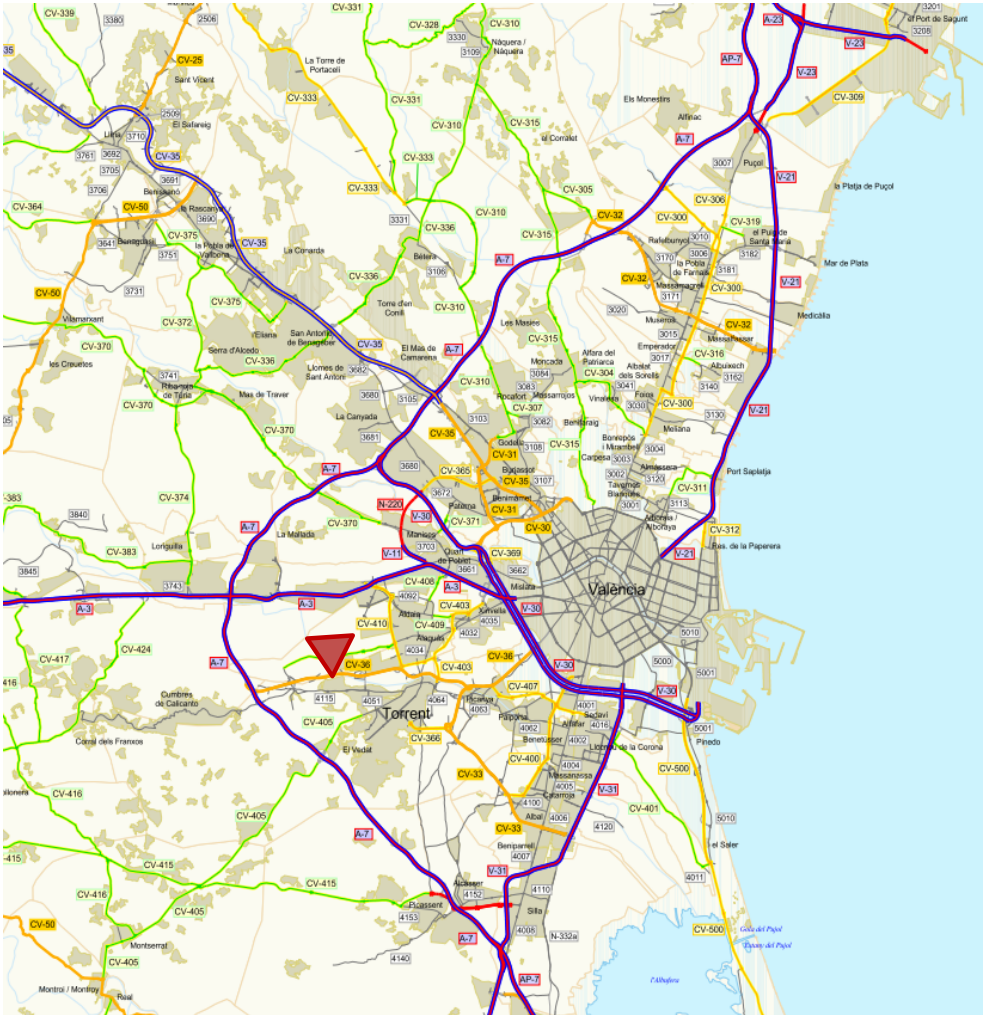 CV-339
3380
2506
CV-331
CV-328
CV-310
3330
3109
Nàquera /
Nàquera
A-23
3201
el Port de Sagunt
3208
V-23
AP-7
V-23
35
CV-25
Sant Vicent
La Torre de
Portaceli
CV-333
CV-331
CV-309
2509
El Safareig
3710
Llíria
3761
3692
3705
3706
3691
CV-35
Benisanó
CV-310
CV-315
el Corralet
Els Monestirs
Alfinac
A-7
3007
Puçol
V-21
la Platja de Puçol
CV-333
CV-333
CV-305
CV-364
CV-50
la Rascanya
3690
CV-375
3641
Benaguasil
3751
la Pobla de
Vallbona
CV-35
La Conarda
3331
CV-310
CV-336
Bétera
3106
CV-315
CV-32
CV-300
CV-306
CV-319
el Puig de
Santa Maria
3182
Rafelbunyol
3010
3006
3170
la Pobla
de Farnals
3181
Mar de Plata
A-7
CV-50
3731
CV-375
CV-336
Torre d'en
Conill
CV-310
CV-32
Massamagrell
3171
CV-300
V-21
Vilamarxant
CV-372
l'Eliana
San Antonio
de Benagéber
Les Masies
3020
Museros
CV-32
Medicàlia
CV-370
les Creuetes
Serra d'Alcedo
CV-336
CV-35
El Mas de
Camarena
A-7
CV-315
Emperador
3015
3017
Massalfassar
CV-316
Albuixech
3741
Riba-roja
de Túria
CV-370
Llomes de
Sant Antoni
3682
CV-310
Moncada
3084
Alfara del
Patriarca
CV-304
Albalat
dels Sorells
3162
3140
Mas de Traver
3680
3105
3083
Rocafort
Massarrojos
3041
Vinalesa
Foios
3030
CV-300
3130
V-21
La Canyada
CV-370
3681
3103
CV-307
3082
CV-35
Godella
3108
Benifaraig
CV-315
Meliana
Bonrepòs
i Mirambell
3003
3004
A-7
3680
CV-31
Burjassot
Carpesa
3002
Almàssera
Port Saplatja
CV-365
CV-35
3107
3120
Tavernes
Blanques
CV-311
383
CV-374
N-220
3672
Benimàmet
3113
3001
3840
CV-370
V-30
Paterna
CV-31
CV-30
Alboraia /
Alboraya
CV-312
A-7
La Mallada
CV-371
Manises
Loriguilla
CV-383
V-11
3703
Quart
de Poblet
CV-369
V-21
Res. de la Paperera
3845
3743
3661
3662
CV-408
A-3
Mislata
València
A-3
A-3
4092
CV-403
V-30
Aldaia
Xirivella
CV-410
CV-409
4035
Alaquàs
4032
5010
CV-424
CV-417
4034
A-7
CV-36
CV-403
CV-36
V-30
5000
5001
416
Cumbres
de Calicanto
4115
4051
4064
CV-407
V-30
Picanya
4063
4001
Sedaví
CV-405
Torrent
Paiporta
Alfafar
4016
5001
Corral dels Franxos
El Vedat
CV-366
4062
Benetússer
4002
Pinedo
CV-400
4004
CV-33
Massanassa
CV-500
CV-416
4005
Catarroja
V-31
4100
CV-401
CV-405
Albal
4006
A-7
CV-33
4120
5010
Beniparrell
el Saler
415
CV-415
4007
V-31
4011
CV-415
Alcàsser
4152
4110
CV-416
Picassent
4153
Silla
CV-50
CV-405
4008
A-7
N-332a
CV-500
Gola del Pujol
Estany del Pujol
Montserrat
4140
CV-405
AP-7
l'Albufera
Montroi / Montroy
Real